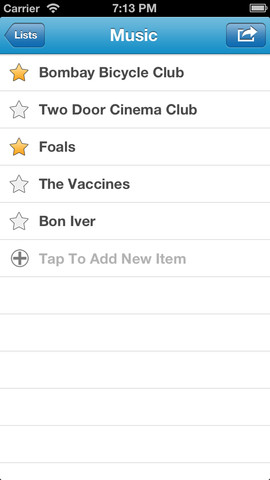 Carrier 7:13 PM
Lists Music
Bombay Bicycle Club
Two Door Cinema Club
Foals
The Vaccines
Bon Iver
Tap To Add New Item